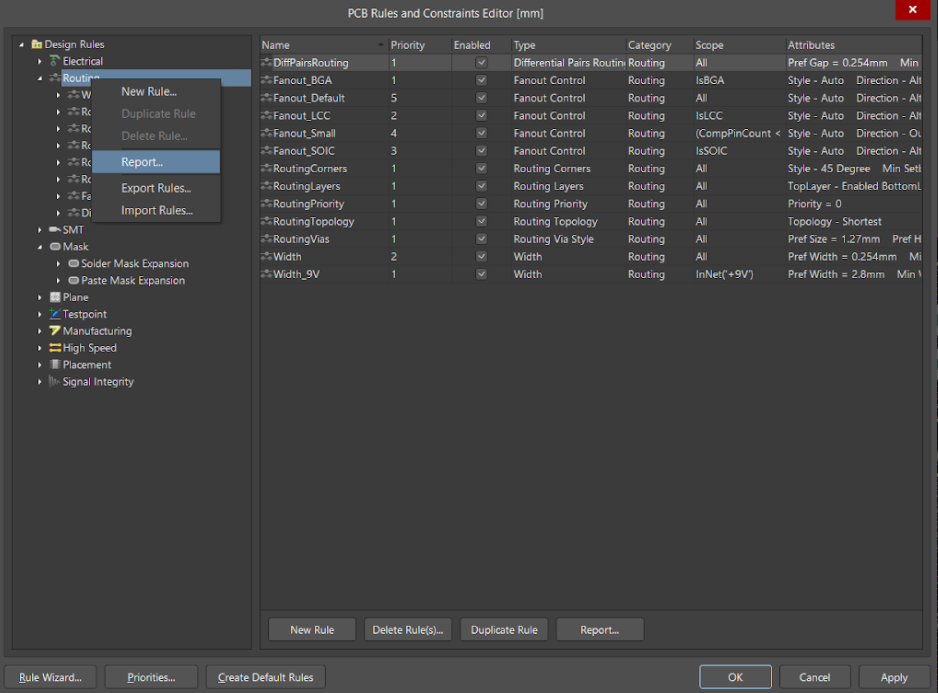 PCB Rules and Constraints Editor [mm]
Design Rules
Electrical
Routing
New Rule...
Duplicate Rule
Delete Rule...
Report...
Export Rules...
Import Rules...
W
Ro
Ro
Ro
Ro
Ro
Fa
Di
SMT
Mask
Solder Mask Expansion
Paste Mask Expansion
Plane
Testpoint
Manufacturing
High Speed
Placement
Signal Integrity
Name Priority Enabled Type Category Scope Attributes
DiffPairsRouting 1 Differential Pairs Routing Routing All Pref Gap = 0.254mm Min
Fanout_BGA 1 Fanout Control Routing IsBGA Style - Auto Direction - Alt
Fanout_Default 5 Fanout Control Routing All Style - Auto Direction - Alt
Fanout_LCC 2 Fanout Control Routing IsLCC Style - Auto Direction - Alt
Fanout_Small 4 Fanout Control Routing (CompPinCount < Style - Auto Direction - Ou
Fanout_SOIC 3 Fanout Control Routing IsSOIC Style - Auto Direction - Alt
RoutingCorners 1 Routing Corners Routing All Style - 45 Degree Min Setb
RoutingLayers 1 Routing Layers Routing All TopLayer - Enabled BottomL
RoutingPriority 1 Routing Priority Routing All Priority = 0
RoutingTopology 1 Routing Topology Routing All Topology - Shortest
RoutingVias 1 Routing Via Style Routing All Pref Size = 1.27mm Pref H
Width 2 Width Routing All Pref Width = 0.254mm Mi
Width_9V 1 Width Routing InNet('+9V') Pref Width = 2.8mm Min
New Rule Delete Rule(s)... Duplicate Rule Report...
Rule Wizard... Priorities... Create Default Rules OK Cancel Apply